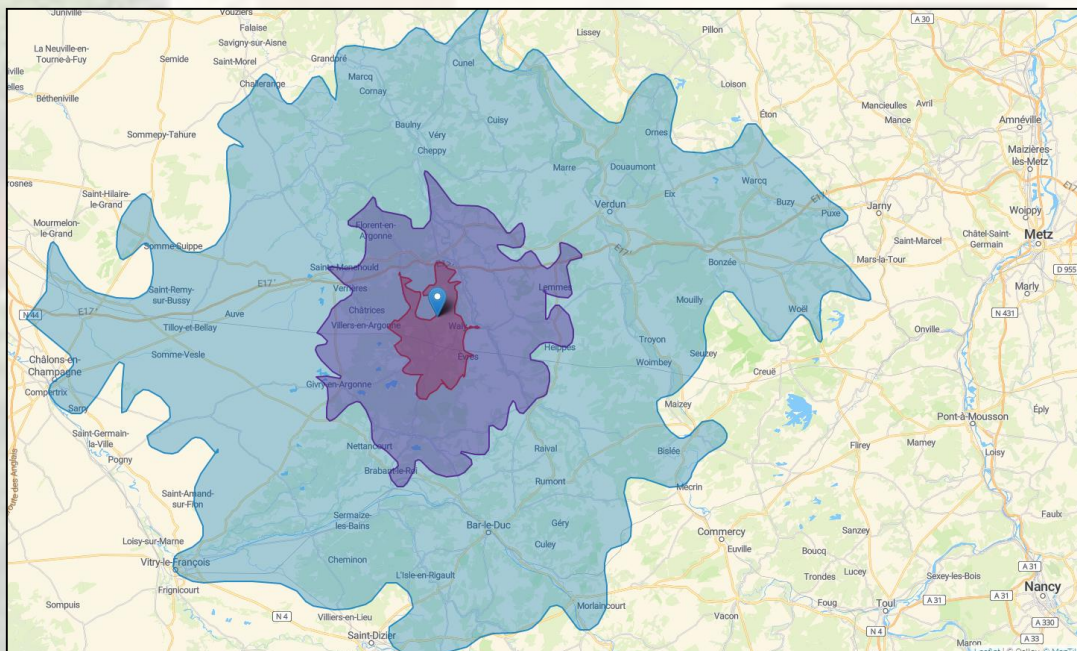 Juniville
Vouziers
Falaise
Savigny-sur-Aisne
A 30
Pillon
Lissey
La Neuville-en-
Tourne-à-Fuy
Semide
Saint-Morel
Grandpré
Cunel
Marcq
Challerange
Cornay
Loison
Bétheniville
Mancieulles
Avril
Éton
Mance
Amnéville
Sommepy-Tahure
Baulny
Véry
Cuisy
Ornes
Maizières-
lès-Metz
Cheppy
Marre
Douaumont
Saint-Hilaire-
le-Grand
Eix
Warcq
Buzy
Verdun
Puxe
Jarny
Woippy
Mourmelon-
le-Grand
Florent-en-
Argonne
Somme-Suippe
Saint-Marcel
Châtel-Saint-
Germain
Metz
Mars-la-Tour
Sainte-Menehould
Bonzée
D 955
Saint-Remy-
sur-Bussy
Verrières
Lemmes
Marly
Mouilly
Woël
N 44
Auve
Châtrices
N 431
Tilloy-et-Bellay
Villers-en-Argonne
Onville
Troyon
Châlons-en-
Champagne
Somme-Vesle
Heippes
Woimbey
Seuzey
Creuë
Givry-en-Argonne
Compertrix
Sarry
Maizey
Éply
Pont-à-Mousson
Saint-Germain-
la-Ville
Nettancourt
Raival
Bislée
Flirey
Mamey
Loisy
Pogny
Brabant-le-Roi
Rumont
Mécrin
Saint-Amand-
sur-Fion
Sermaize-
les-Bains
Bar-le-Duc
Géry
Commercy
Sanzey
Faulx
Loisy-sur-Marne
Culey
Euville
Boucq
Vitry-le-François
Cheminon
Lucey
A 31
L'Isle-en-Rigault
Trondes
Sexey-les-Bois
Frignicourt
Nancy
Sompuis
Morlaincourt
Foug
Toul
A 31
A 31
N 4
Villiers-en-Lieu
Vacon
A 330
Saint-Dizier
N 4
Maron
A 33